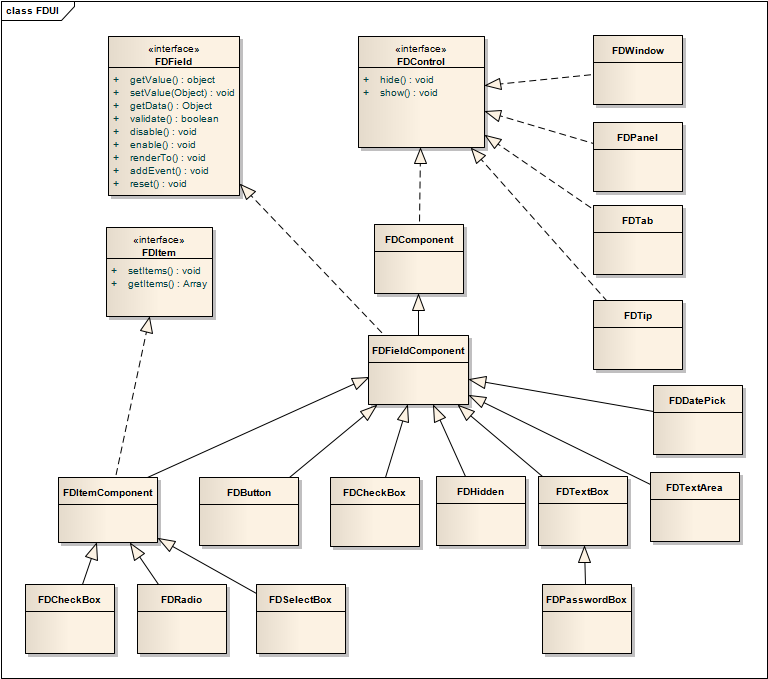 class FDUI
«interface»
FDField
+ getValue() : object
+ setValue(Object) : void
+ getData() : Object
+ validate() : boolean
+ disable() : void
+ enable() : void
+ renderTo() : void
+ addEvent() : void
+ reset() : void
«interface»
FDControl
+ hide() : void
+ show() : void
FDWindow
FDPanel
FDTab
FDTip
«interface»
FDItem
+ setItems() : void
+ getItems() : Array
FDComponent
FDFieldComponent
FDDatePick
FDItemComponent
FDButton
FDCheckBox
FDHidden
FDTextBox
FDTextArea
FDCheckBox
FDRadio
FDSelectBox
FDPasswordBox